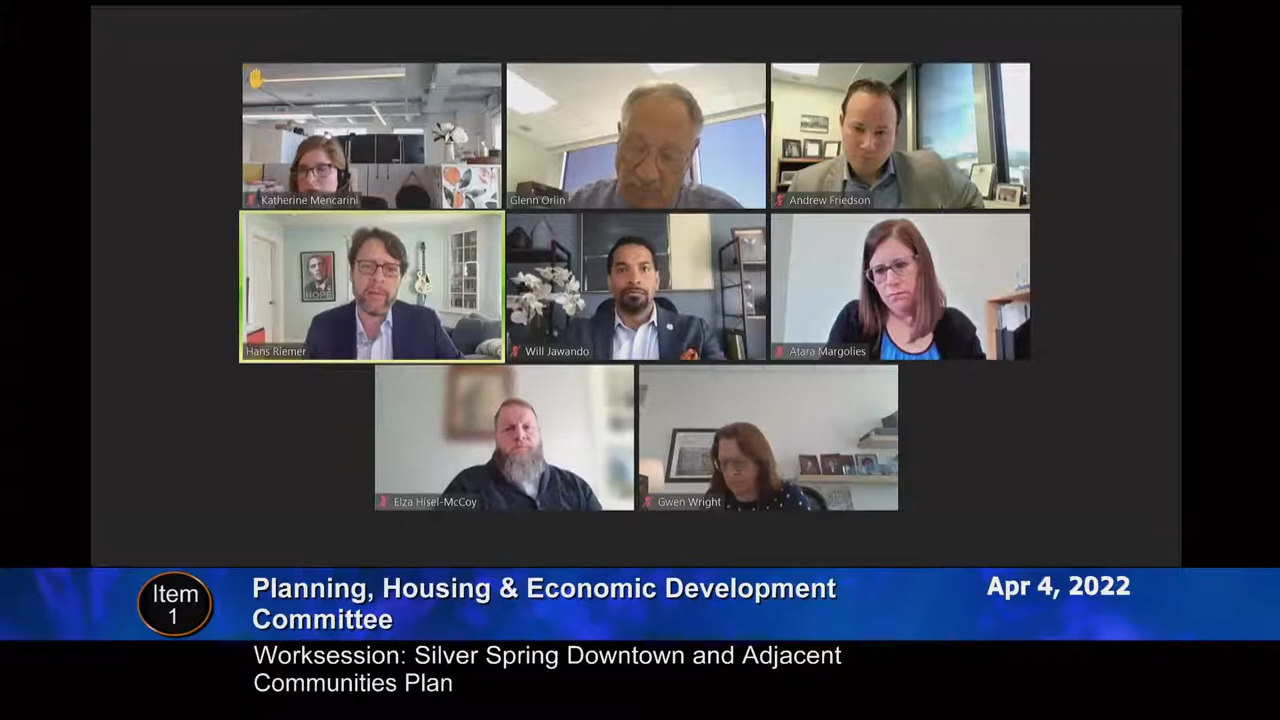 Katherine Mencarini
Glenn Orlin
Andrew Friedson
HOPE
Hans Riemer
Will Jawando
Atara Margolies
Elza Hisel-McCoy
Gwen Wright
Item
1
Planning, Housing & Economic Development
Committee
Apr 4, 2022
Worksession: Silver Spring Downtown and Adjacent
Communities Plan